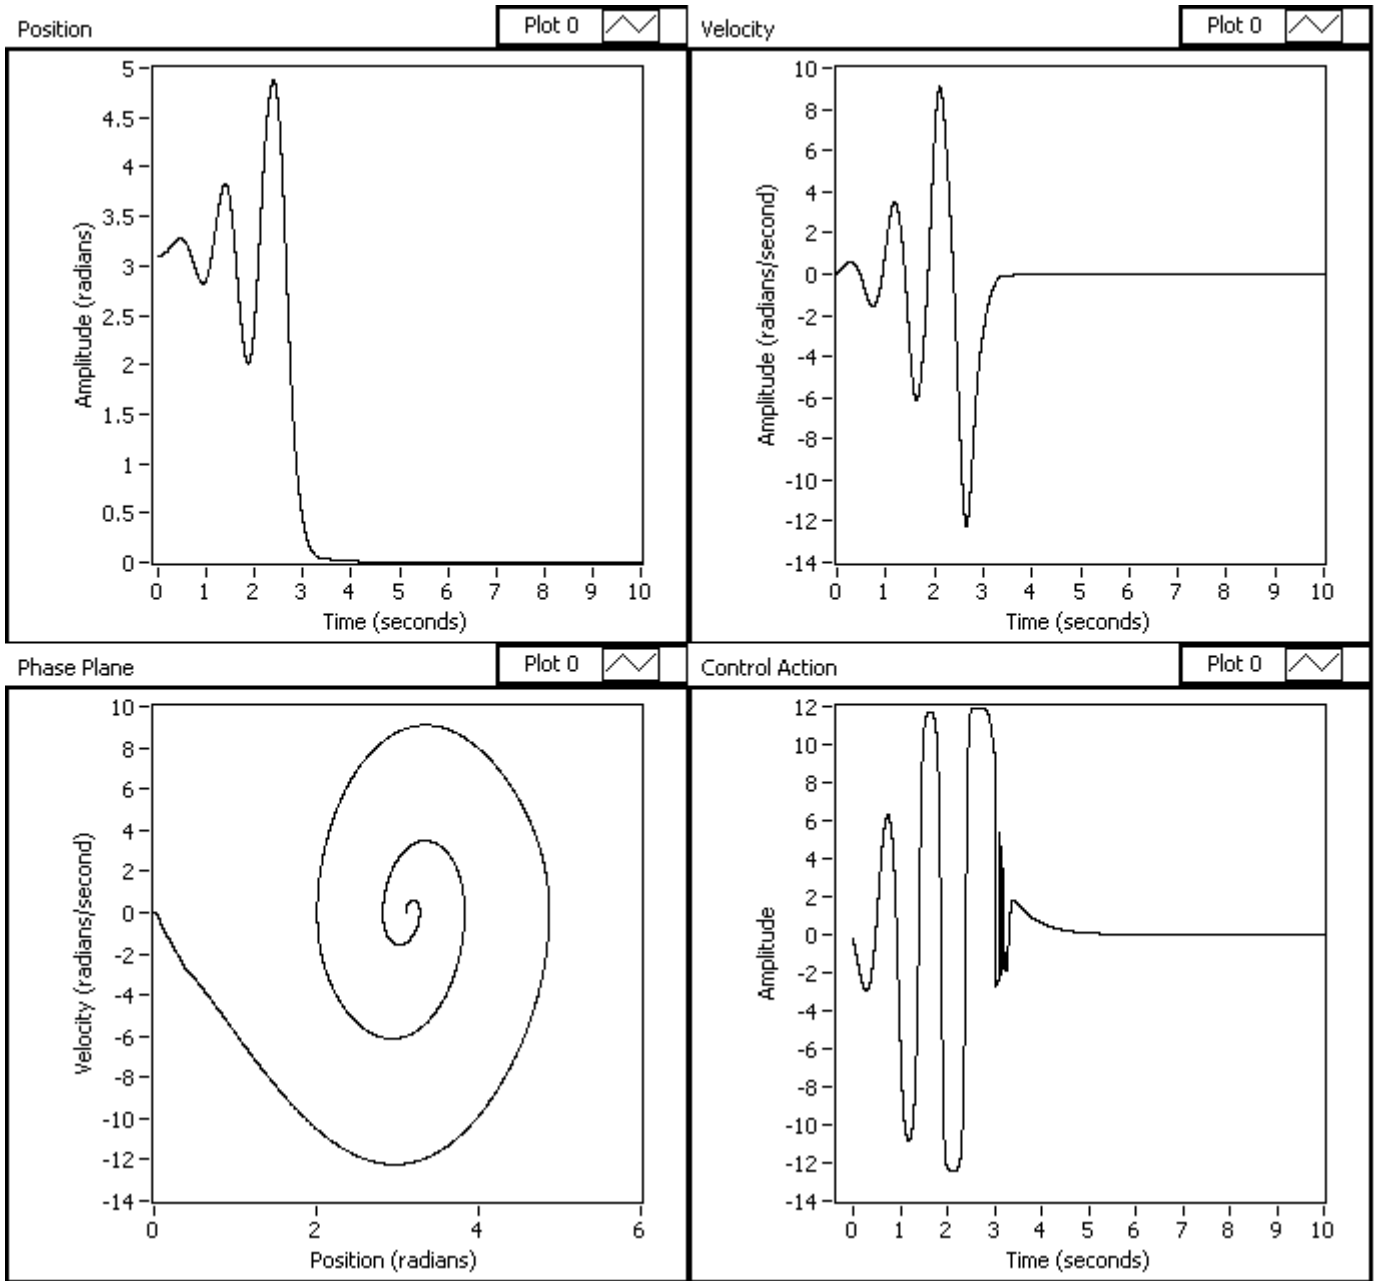 Position
Plot 0
Velocity
Plot 0
5
4.5
4
3.5
3
2.5
2
1.5
1
0.5
0
Amplitude (radians)
0 1 2 3 4 5 6 7 8 9 10
Time (seconds)
10
8
6
4
2
0
-2
-4
-6
-8
-10
-12
-14
Amplitude (radians/second)
0 1 2 3 4 5 6 7 8 9 10
Time (seconds)
Phase Plane
Plot 0
Control Action
Plot 0
10
8
6
4
2
0
-2
-4
-6
-8
-10
-12
-14
Velocity (radians/second)
0 2 4 6
Position (radians)
12
10
8
6
4
2
0
-2
-4
-6
-8
-10
-12
-14
Amplitude
0 1 2 3 4 5 6 7 8 9 10
Time (seconds)